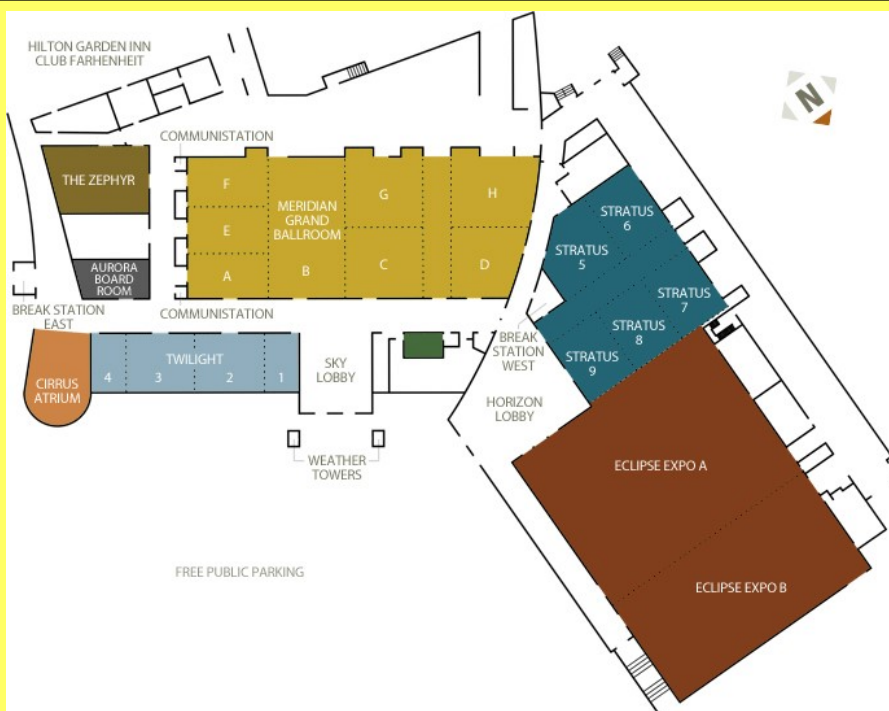 HILTON GARDEN INN
CLUB FARHENHEIT
N
COMMUNISTATION
THE ZEPHYR
F
E
A
MERIDIAN
GRAND
BALLROOM
B
G
C
H
D
STRATUS
6
STRATUS
5
STRATUS
7
STRATUS
8
STRATUS
9
AURORA
BOARD
ROOM
BREAK STATION
EAST
COMMUNISTATION
BREAK
STATION
WEST
TWILIGHT
4
3
2
1
CIRRUS
ATRIUM
SKY
LOBBY
HORIZON
LOBBY
WEATHER
TOWERS
ECLIPSE EXPO A
ECLIPSE EXPO B
FREE PUBLIC PARKING